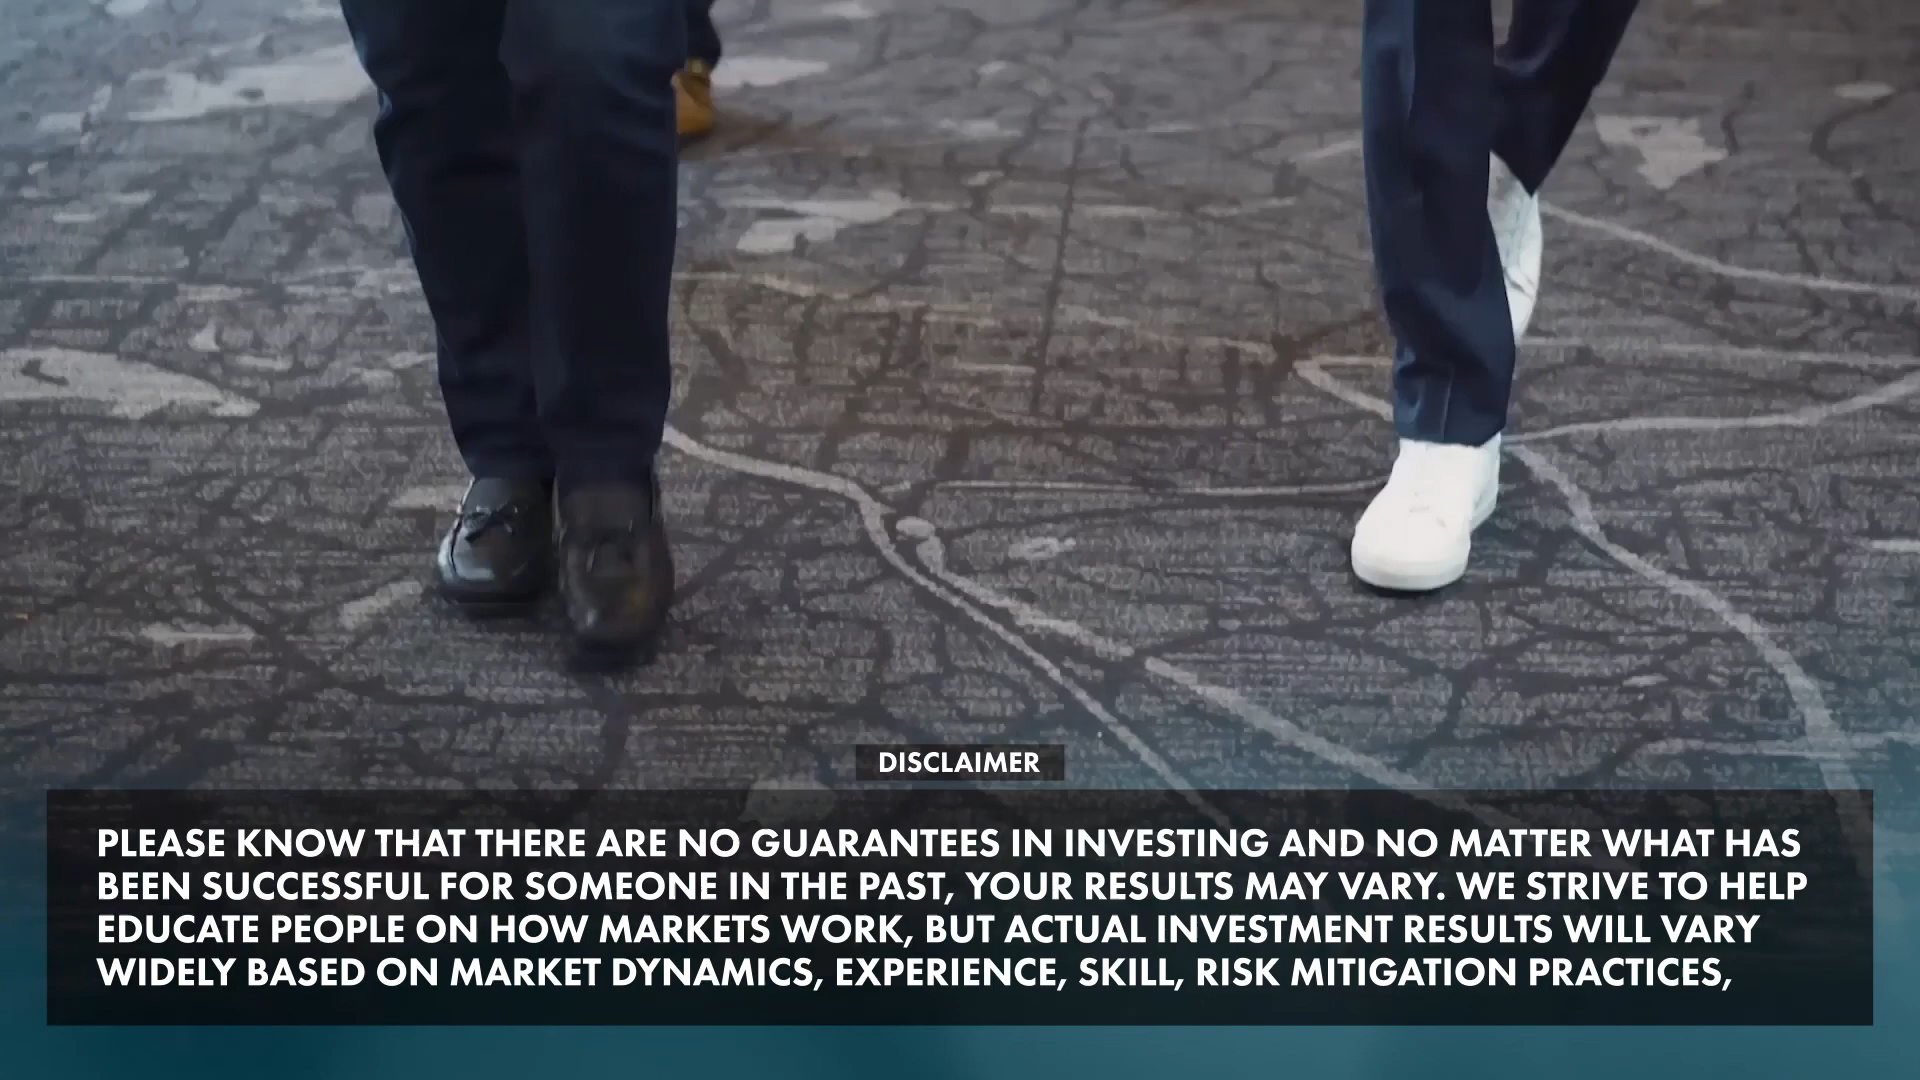 DISCLAIMER
PLEASE KNOW THAT THERE ARE NO GUARANTEES IN INVESTING AND NO MATTER WHAT HAS
BEEN SUCCESSFUL FOR SOMEONE IN THE PAST, YOUR RESULTS MAY VARY. WE STRIVE TO HELP
EDUCATE PEOPLE ON HOW MARKETS WORK, BUT ACTUAL INVESTMENT RESULTS WILL VARY
WIDELY BASED ON MARKET DYNAMICS, EXPERIENCE, SKILL, RISK MITIGATION PRACTICES,